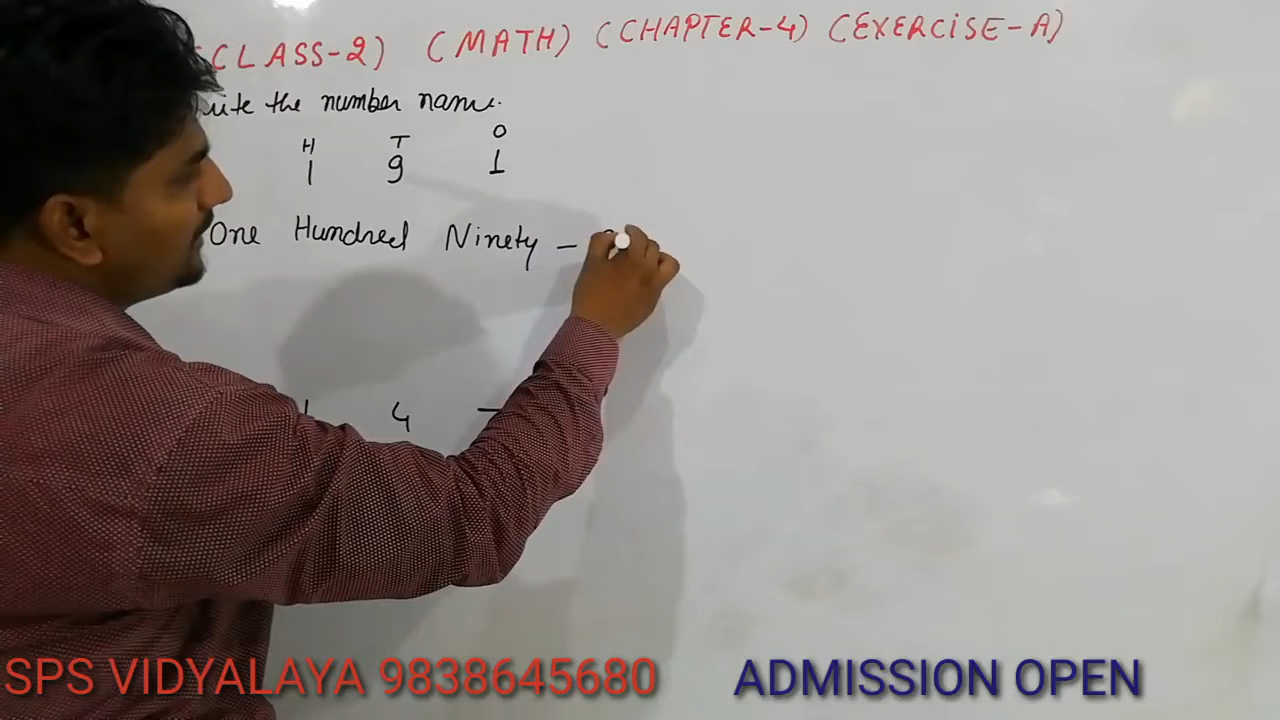 (CLASS-2) (MATH) (CHAPTER-4) (EXERCISE-A)
the number name.
H T O
1 9 1
One Hundred Ninety -
4
SPS VIDYALAYA 9838645680 ADMISSION OPEN